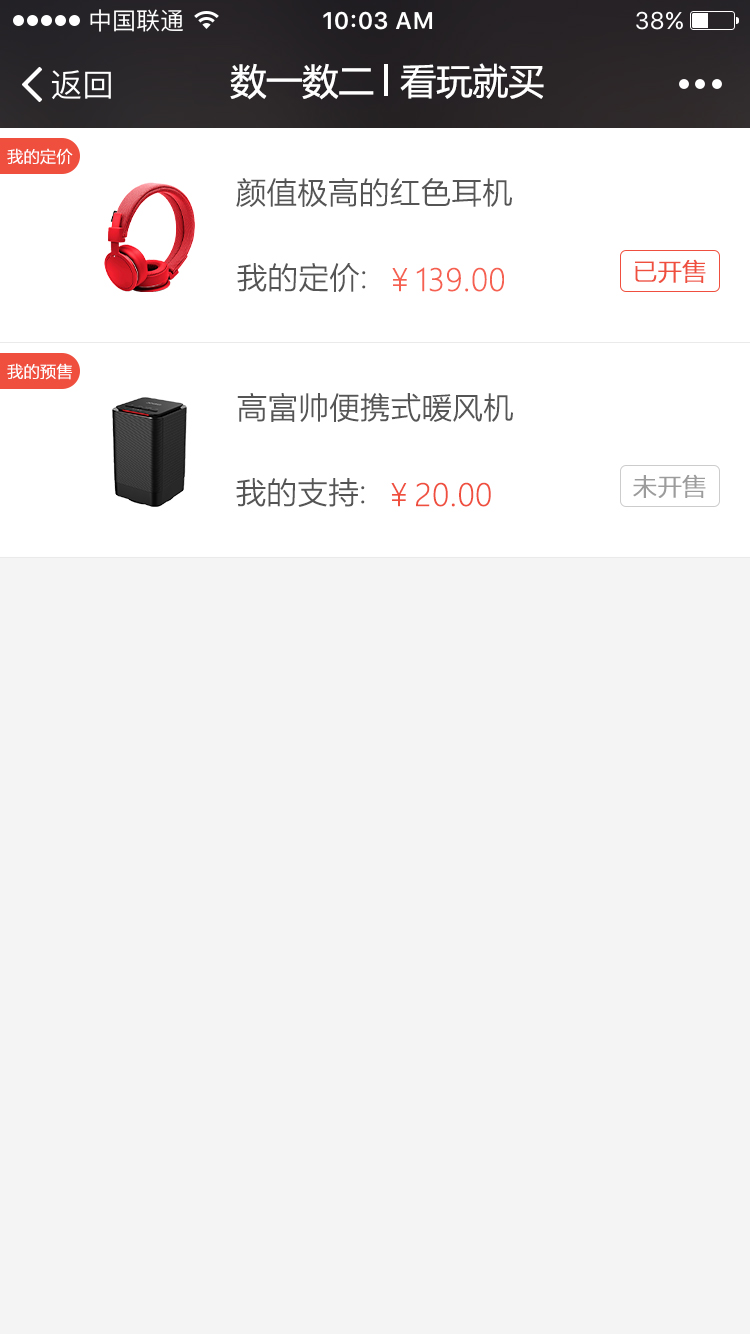 中国联通 10:03 AM 38%
返回 数一数二 | 看玩就买
我的定价
颜值极高的红色耳机
我的定价: ¥139.00 已开售
我的预售
高富帅便携式暖风机
我的支持: ¥20.00 未开售